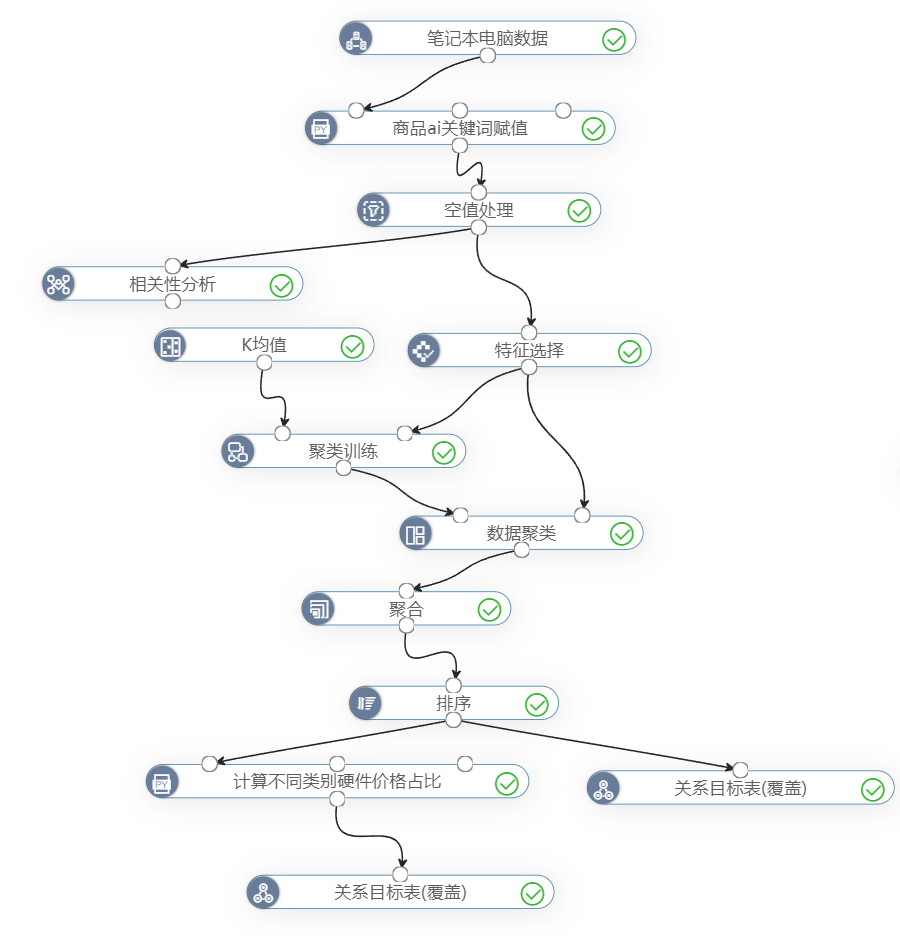 笔记本电脑数据
PY
商品ai关键词赋值
空值处理
相关性分析
K均值
特征选择
聚类训练
数据聚类
聚合
排序
PY
计算不同类别硬件价格占比
关系目标表(覆盖)
关系目标表(覆盖)